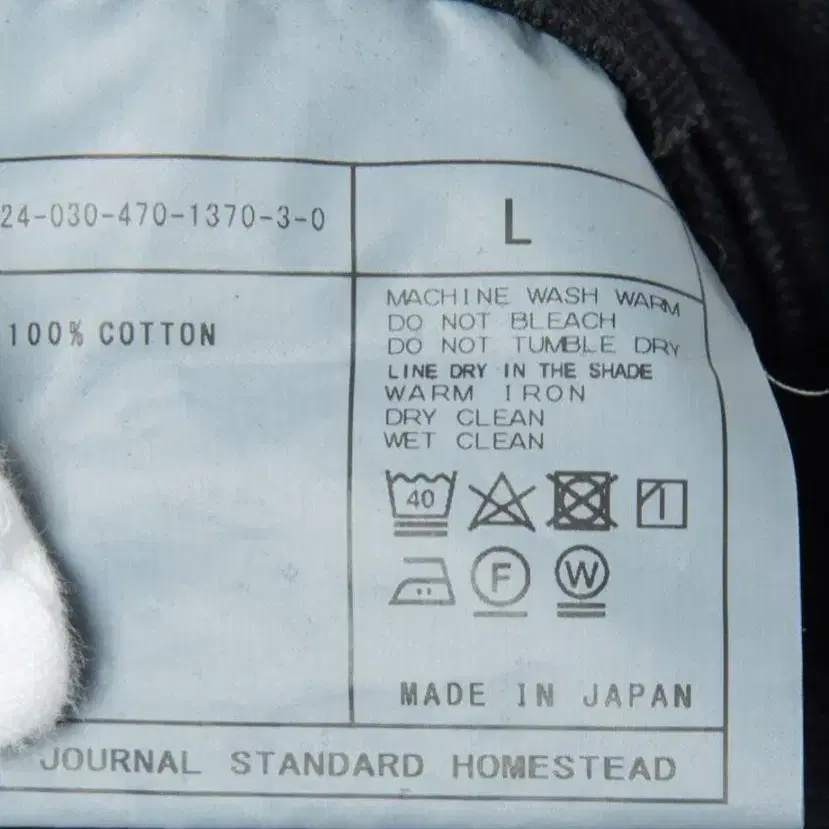 24-030-470-1370-3-0
L
100% COTTON
MACHINE WASH WARM
DO NOT BLEACH
DO NOT TUMBLE DRY
LINE DRY IN THE SHADE
WARM IRON
DRY CLEAN
WET CLEAN
40
F W
MADE IN JAPAN
JOURNAL STANDARD HOMESTEAD